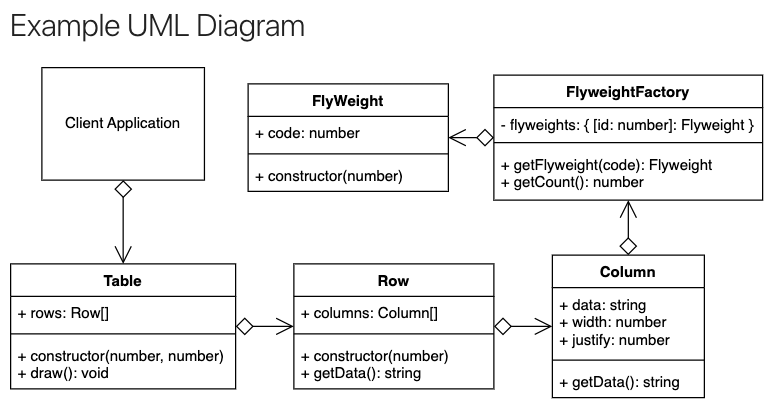 Example UML Diagram
Client Application
FlyWeight
+ code: number
+ constructor(number)
FlyweightFactory
- flyweights: { [id: number]: Flyweight }
+ getFlyweight(code): Flyweight
+ getCount(): number
Table
+ rows: Row[]
+ constructor(number, number)
+ draw(): void
Row
+ columns: Column[]
+ constructor(number)
+ getData(): string
Column
+ data: string
+ width: number
+ justify: number
+ getData(): string